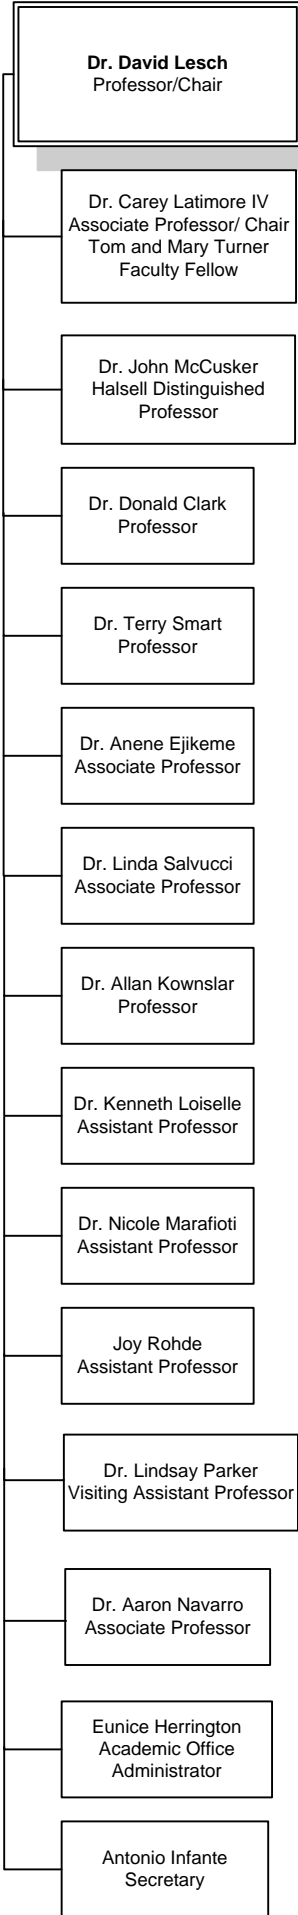 Dr. David Lesch
Professor/Chair
Dr. Carey Latimore IV
Associate Professor/ Chair
Tom and Mary Turner
Faculty Fellow
Dr. John McCusker
Halsell Distinguished
Professor
Dr. Donald Clark
Professor
Dr. Terry Smart
Professor
Dr. Anene Ejikeme
Associate Professor
Dr. Linda Salvucci
Associate Professor
Dr. Allan Kownslar
Professor
Dr. Kenneth Loiselle
Assistant Professor
Dr. Nicole Marafioti
Assistant Professor
Joy Rohde
Assistant Professor
Dr. Lindsay Parker
Visiting Assistant Professor
Dr. Aaron Navarro
Associate Professor
Eunice Herrington
Academic Office
Administrator
Antonio Infante
Secretary